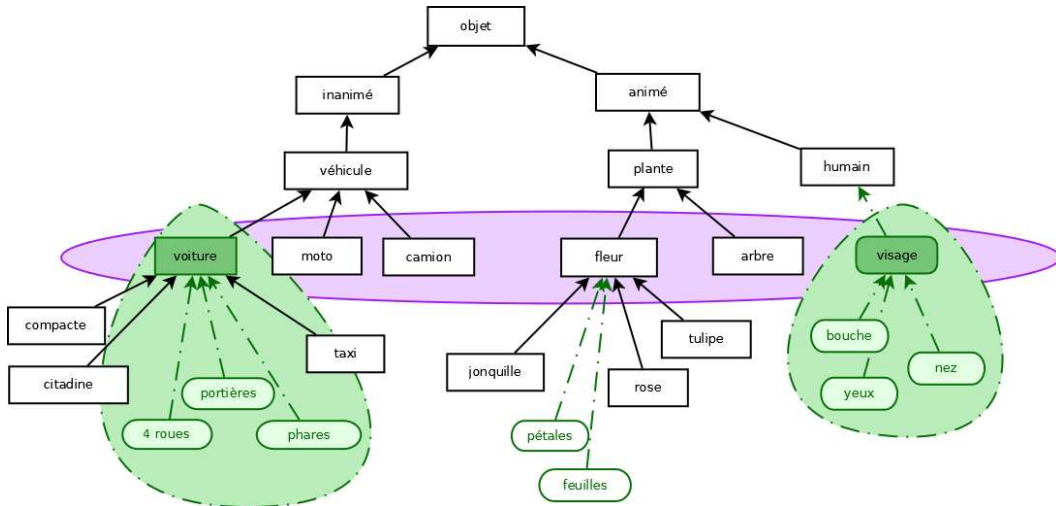 objet
inanimé
animé
véhicule
plante
humain
voiture
moto
camion
fleur
arbre
visage
compacte
citadine
taxi
portières
4 roues
phares
jonquille
tulipe
rose
pétales
feuilles
bouche
nez
yeux